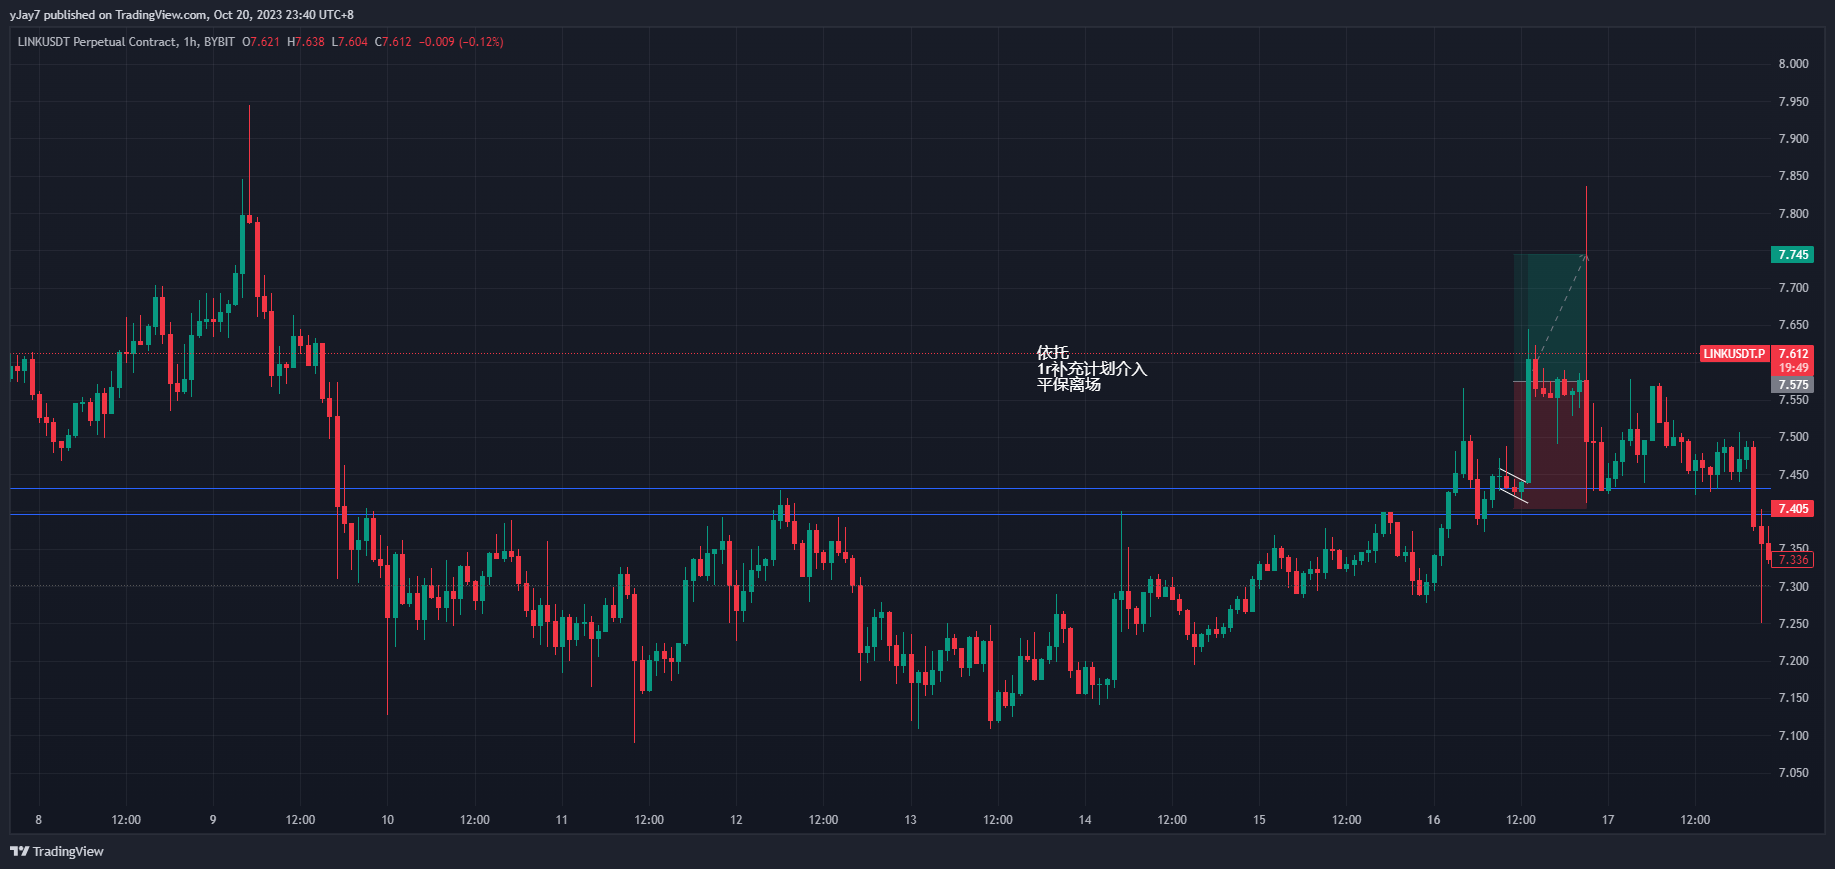 yJay7 published on TradingView.com, Oct 20, 2023 23:40 UTC+8
LINKUSDT Perpetual Contract, 1h, BYBIT O7.621 H7.638 L7.604 C7.612 −0.009 (−0.12%)
8.000
7.950
7.900
7.850
7.800
7.745
7.700
7.650
LINKUSDT.P 7.612
19:49
7.575
7.550
7.500
7.450
7.405
7.350
7.336
7.300
7.250
7.200
7.150
7.100
7.050
依托
1r补充计划介入
平保离场
8 12:00 9 12:00 10 12:00 11 12:00 12 12:00 13 12:00 14 12:00 15 12:00 16 12:00 17 12:00
TradingView